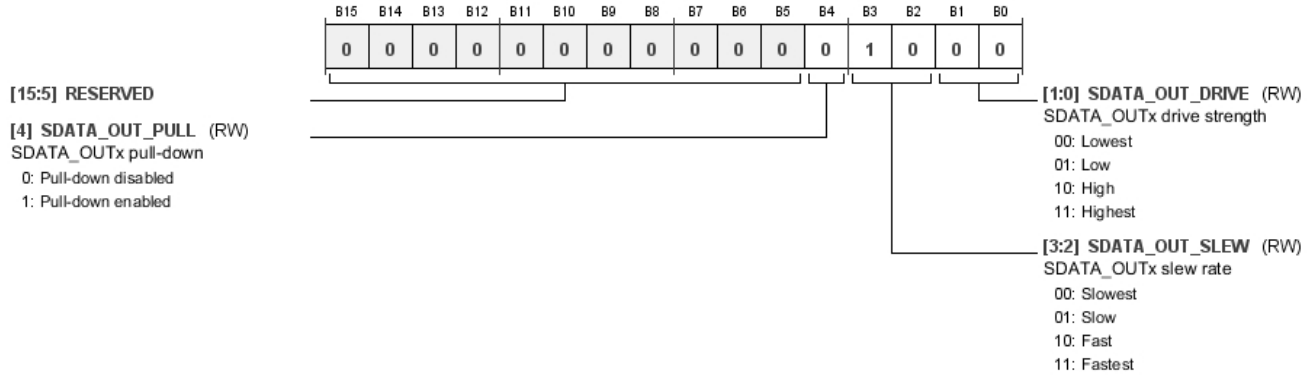 B15 B14 B13 B12 B11 B10 B9 B8 B7 B6 B5 B4 B3 B2 B1 B0
0 0 0 0 0 0 0 0 0 0 0 0 1 0 0 0
[15:5] RESERVED
[4] SDATA_OUT_PULL (RW)
SDATA_OUTx pull-down
0: Pull-down disabled
1: Pull-down enabled
[1:0] SDATA_OUT_DRIVE (RW)
SDATA_OUTx drive strength
00: Lowest
01: Low
10: High
11: Highest
[3:2] SDATA_OUT_SLEW (RW)
SDATA_OUTx slew rate
00: Slowest
01: Slow
10: Fast
11: Fastest